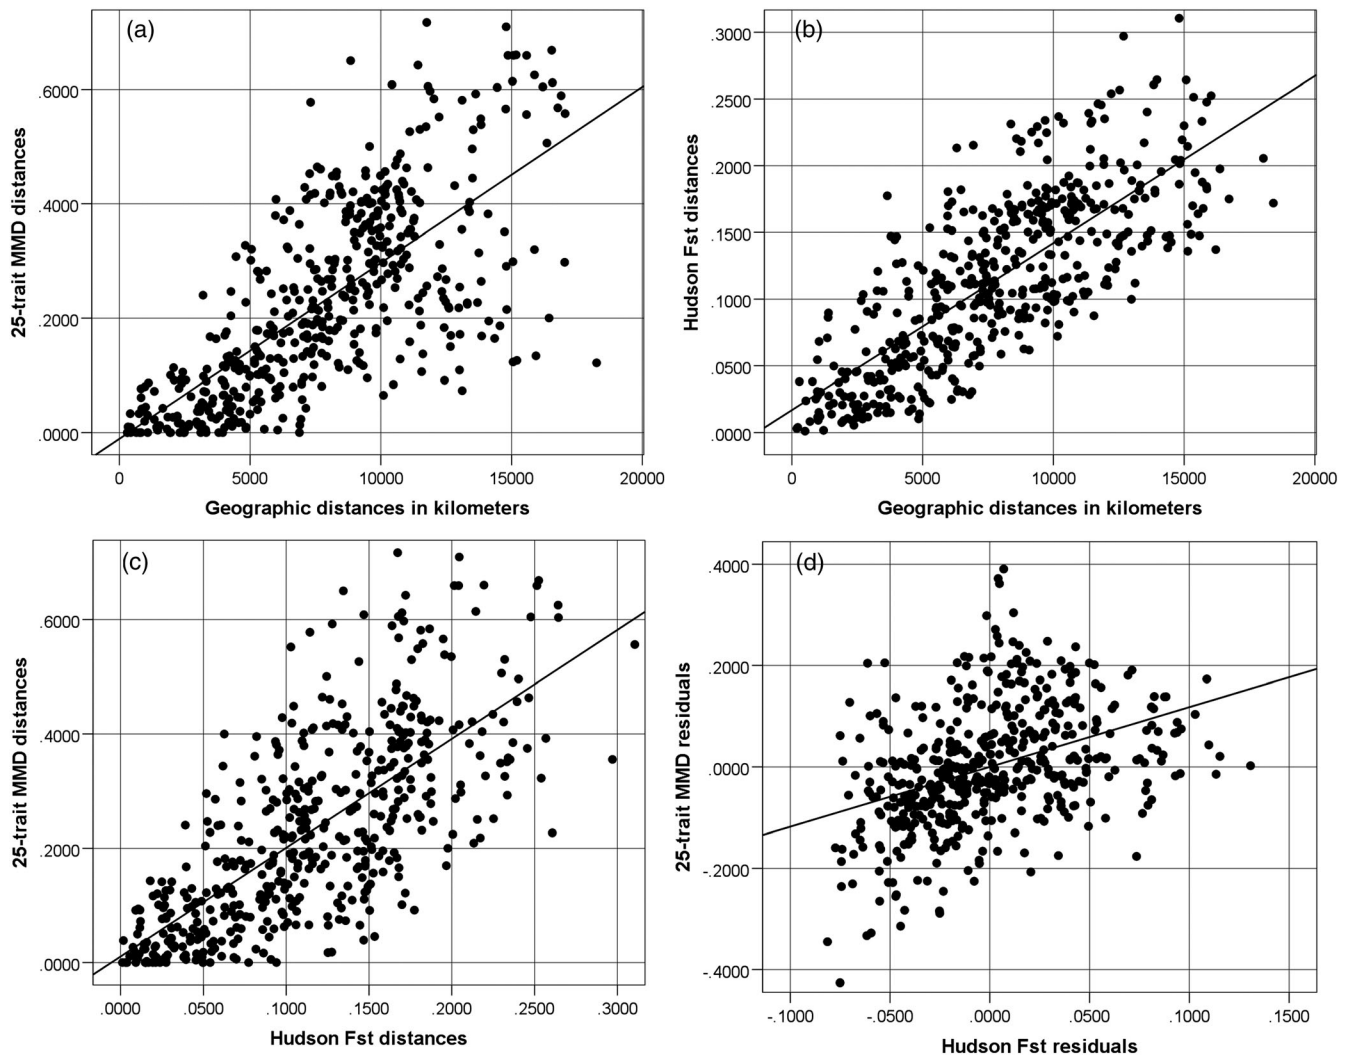 (a)
.6000
.4000
.2000
.0000
25-trait MMD distances
0 5000 10000 15000 20000
Geographic distances in kilometers
(b)
.3000
.2500
.2000
.1500
.1000
.0500
.0000
Hudson Fst distances
0 5000 10000 15000 20000
Geographic distances in kilometers
(c)
.6000
.4000
.2000
.0000
25-trait MMD distances
.0000 .0500 .1000 .1500 .2000 .2500 .3000
Hudson Fst distances
(d)
.4000
.2000
.0000
-.2000
-.4000
25-trait MMD residuals
-.1000 -.0500 .0000 .0500 .1000 .1500
Hudson Fst residuals